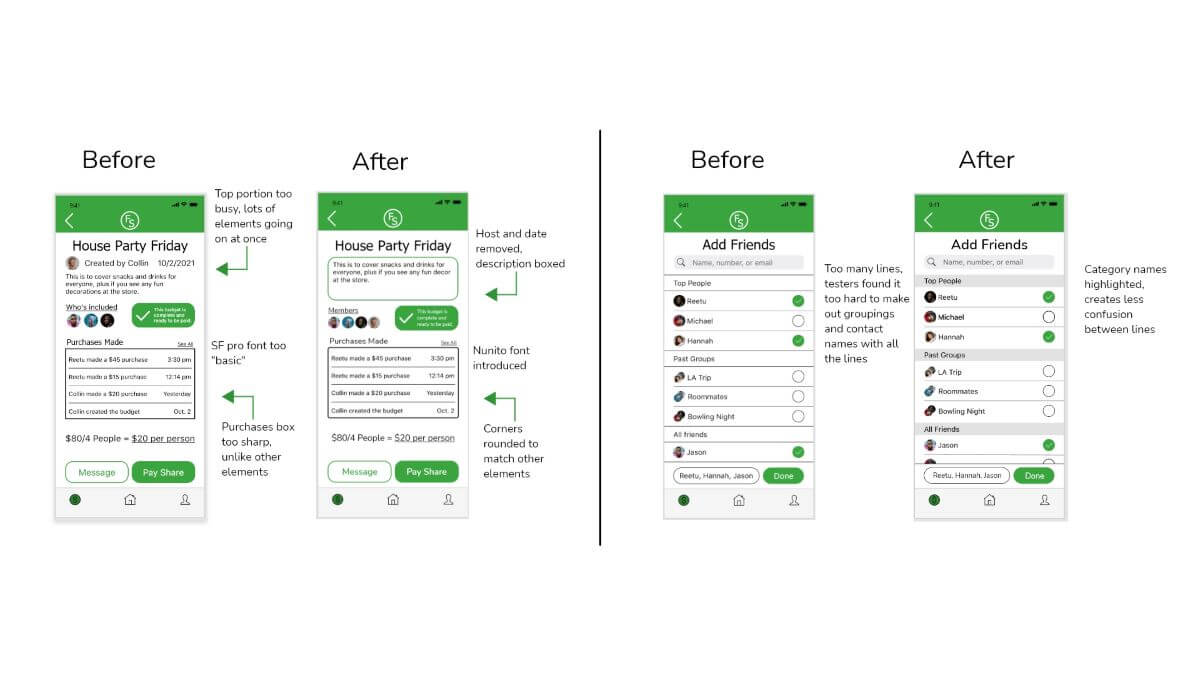 Before
After
9:41
FS
House Party Friday
Created by Collin 10/2/2021
This is to cover snacks and drinks for
everyone, plus if you see any fun
decorations at the store.
Who's included
This budget is
complete and
ready to be paid
Purchases Made
See All
Reetu made a $45 purchase 3:30 pm
Reetu made a $15 purchase 12:14 pm
Collin made a $20 purchase Yesterday
Collin created the budget Oct. 2
$80/4 People = $20 per person
Message
Pay Share
Top portion too
busy, lots of
elements going
on at once
SF pro font too
"basic"
Purchases box
too sharp,
unlike other
elements
9:41
FS
House Party Friday
This is to cover snacks and drinks for
everyone, plus if you see any fun decor
at the store.
Members
This budget is
complete and
ready to be paid
Purchases Made
See All
Reetu made a $45 purchase 3:30 pm
Reetu made a $15 purchase 12:14 pm
Collin made a $20 purchase Yesterday
Collin created the budget Oct. 2
$80/4 People = $20 per person
Message
Pay Share
Host and date
removed,
description boxed
Nunito font
introduced
Corners
rounded to
match other
elements
Before
After
9:41
FS
Add Friends
Name, number, or email
Top People
Reetu
Michael
Hannah
Past Groups
LA Trip
Roommates
Bowling Night
All friends
Jason
Reetu, Hannah, Jason
Done
Too many lines,
testers found it
too hard to make
out groupings
and contact
names with all
the lines
9:41
FS
Add Friends
Name, number, or email
Top People
Reetu
Michael
Hannah
Past Groups
LA Trip
Roommates
Bowling Night
All Friends
Jason
Reetu, Hannah, Jason
Done
Category names
highlighted,
creates less
confusion
between lines